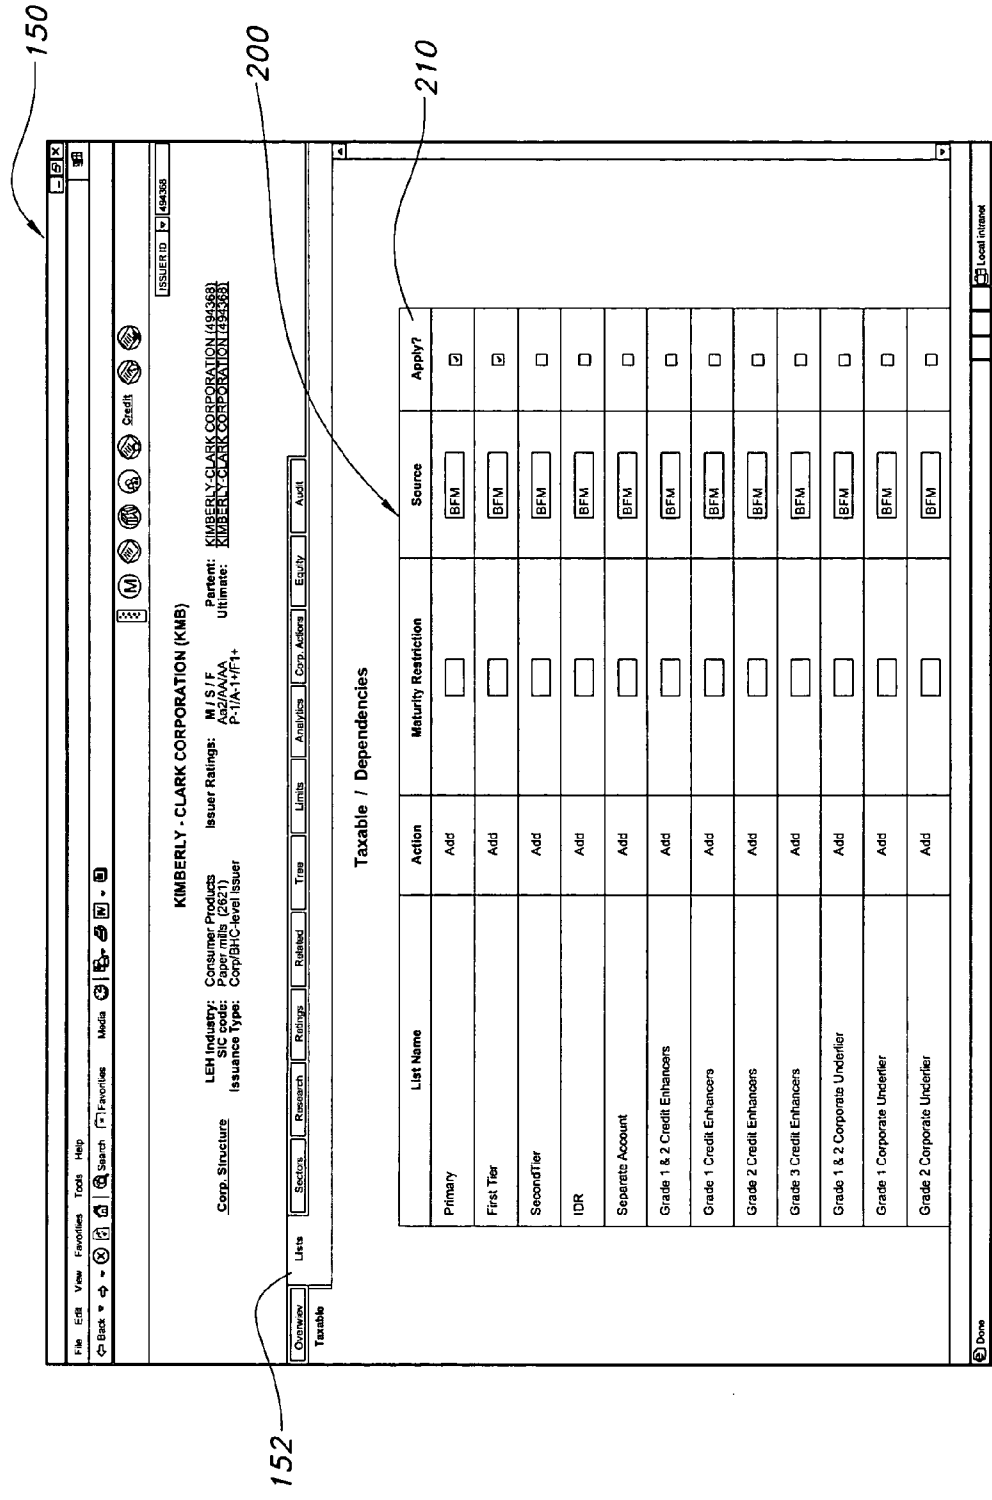 150
File Edit View Favorites Tools Help
Back Search Favorites Media
M Credit
ISSUER ID 494368
KIMBERLY - CLARK CORPORATION (KMB)
Corp. Structure
LEH Industry: Consumer Products
SIC code: Paper mills (2621)
Issuance Type: Corp/BHC-level Issuer
Issuer Ratings: M / S / F
Aa2/AA/AA
P-1/A-1+/F1+
Partent: KIMBERLY-CLARK CORPORATION (494368)
Ultimate: KIMBERLY-CLARK CORPORATION (494368)
152
200
Overwiev Lists Sectors Research Ratings Related Tree Limits Analytics Corp. Actions Equity Audit
Taxable
Taxable / Dependencies
210
List Name Action Maturity Restriction Source Apply?
Primary Add BFM
First Tier Add BFM
SecondTier Add BFM
IDR Add BFM
Separate Account Add BFM
Grade 1 & 2 Credit Enhancers Add BFM
Grade 1 Credit Enhancers Add BFM
Grade 2 Credit Enhancers Add BFM
Grade 3 Credit Enhancers Add BFM
Grade 1 & 2 Corporate Underlier Add BFM
Grade 1 Corporate Underlier Add BFM
Grade 2 Corporate Underlier Add BFM
Done Local intranet